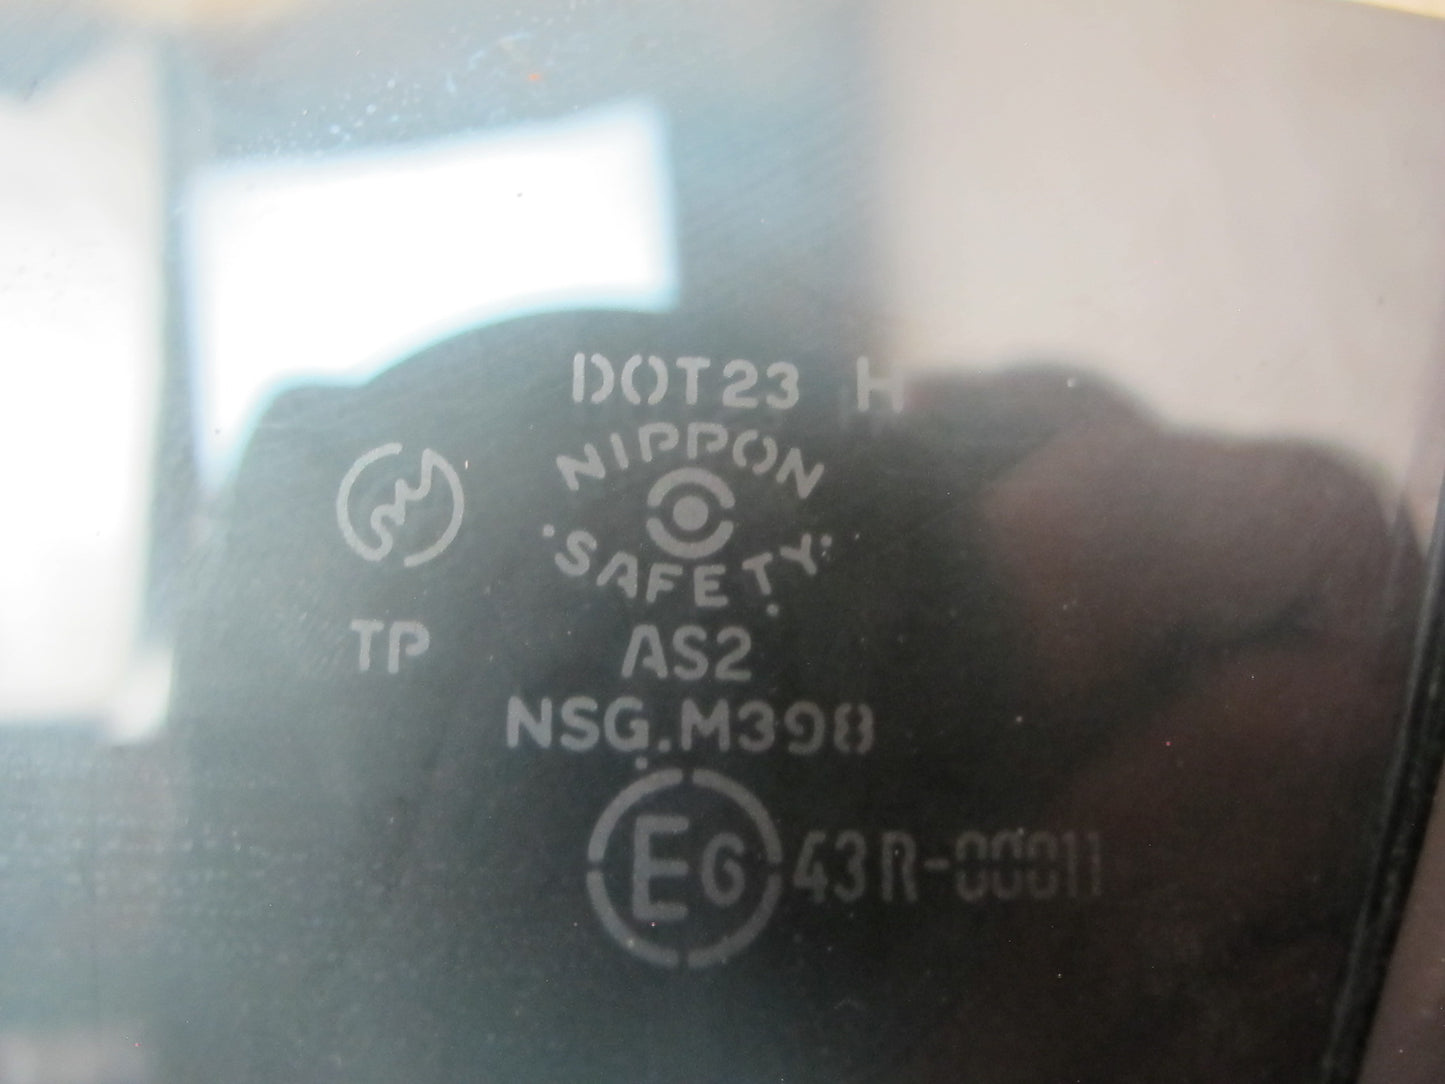 DOT23 H
NIPPON
SAFETY
TP
AS2
NSG.M398
E6 43R-00011